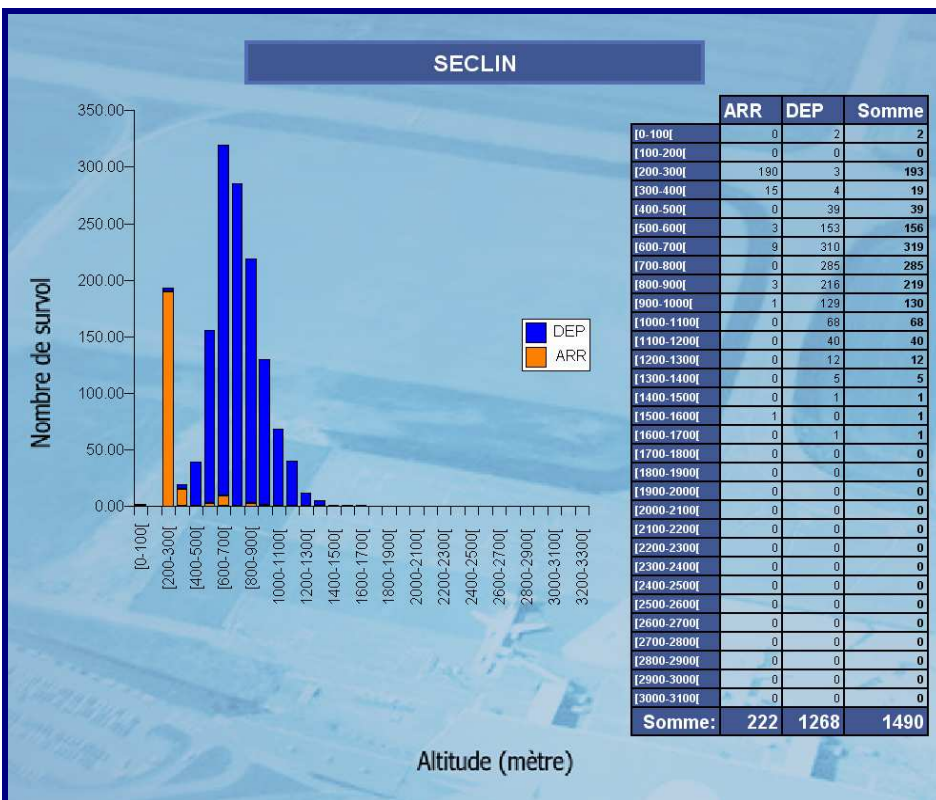 SECLIN
350.00
300.00
250.00
200.00
150.00
100.00
50.00
0.00
Nombre de survol
[0-100[
[200-300[
[400-500[
[600-700[
[800-900[
1000-1100[
1200-1300[
1400-1500[
1600-1700[
1800-1900[
2000-2100[
2200-2300[
2400-2500[
2600-2700[
2800-2900[
3000-3100[
3200-3300[
DEP
ARR
Altitude (mètre)
ARR DEP Somme
[0-100[ 0 2 2
[100-200[ 0 0 0
[200-300[ 190 3 193
[300-400[ 15 4 19
[400-500[ 0 39 39
[500-600[ 3 153 156
[600-700[ 9 310 319
[700-800[ 0 285 285
[800-900[ 3 216 219
[900-1000[ 1 129 130
[1000-1100[ 0 68 68
[1100-1200[ 0 40 40
[1200-1300[ 0 12 12
[1300-1400[ 0 5 5
[1400-1500[ 0 1 1
[1500-1600[ 1 0 1
[1600-1700[ 0 1 1
[1700-1800[ 0 0 0
[1800-1900[ 0 0 0
[1900-2000[ 0 0 0
[2000-2100[ 0 0 0
[2100-2200[ 0 0 0
[2200-2300[ 0 0 0
[2300-2400[ 0 0 0
[2400-2500[ 0 0 0
[2500-2600[ 0 0 0
[2600-2700[ 0 0 0
[2700-2800[ 0 0 0
[2800-2900[ 0 0 0
[2900-3000[ 0 0 0
[3000-3100[ 0 0 0
Somme: 222 1268 1490